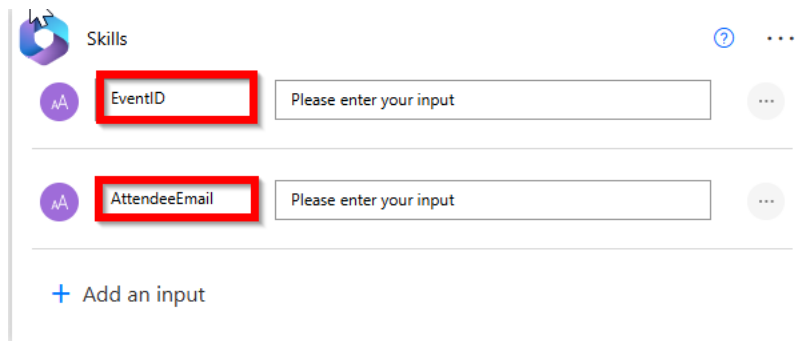 Skills
EventID Please enter your input
AttendeeEmail Please enter your input
+ Add an input